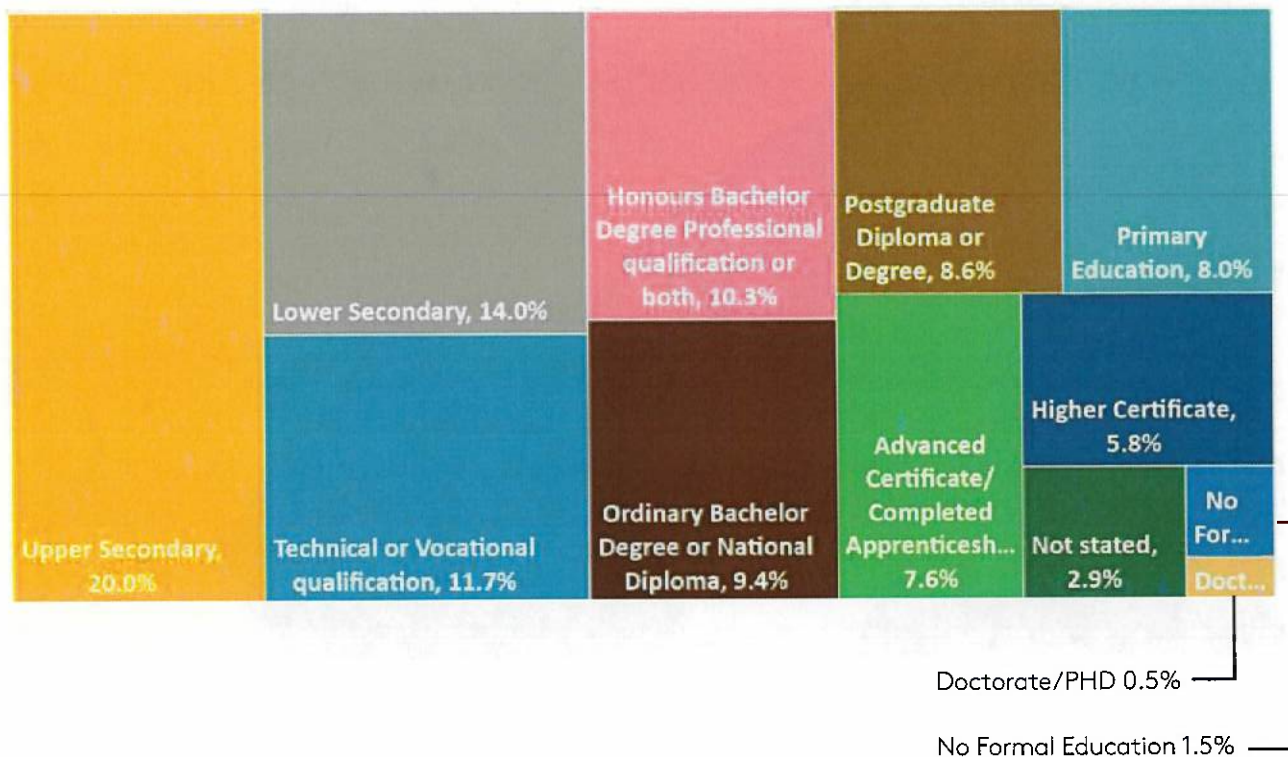 Upper Secondary,
20.0%
Lower Secondary, 14.0%
Technical or Vocational
qualification, 11.7%
Honours Bachelor
Degree Professional
qualification or
both, 10.3%
Ordinary Bachelor
Degree or National
Diploma, 9.4%
Postgraduate
Diploma or
Degree, 8.6%
Primary
Education, 8.0%
Advanced
Certificate/
Completed
Apprenticesh...
7.6%
Higher Certificate,
5.8%
Not stated,
2.9%
No
For...
Doct...
Doctorate/PHD 0.5%
No Formal Education 1.5%